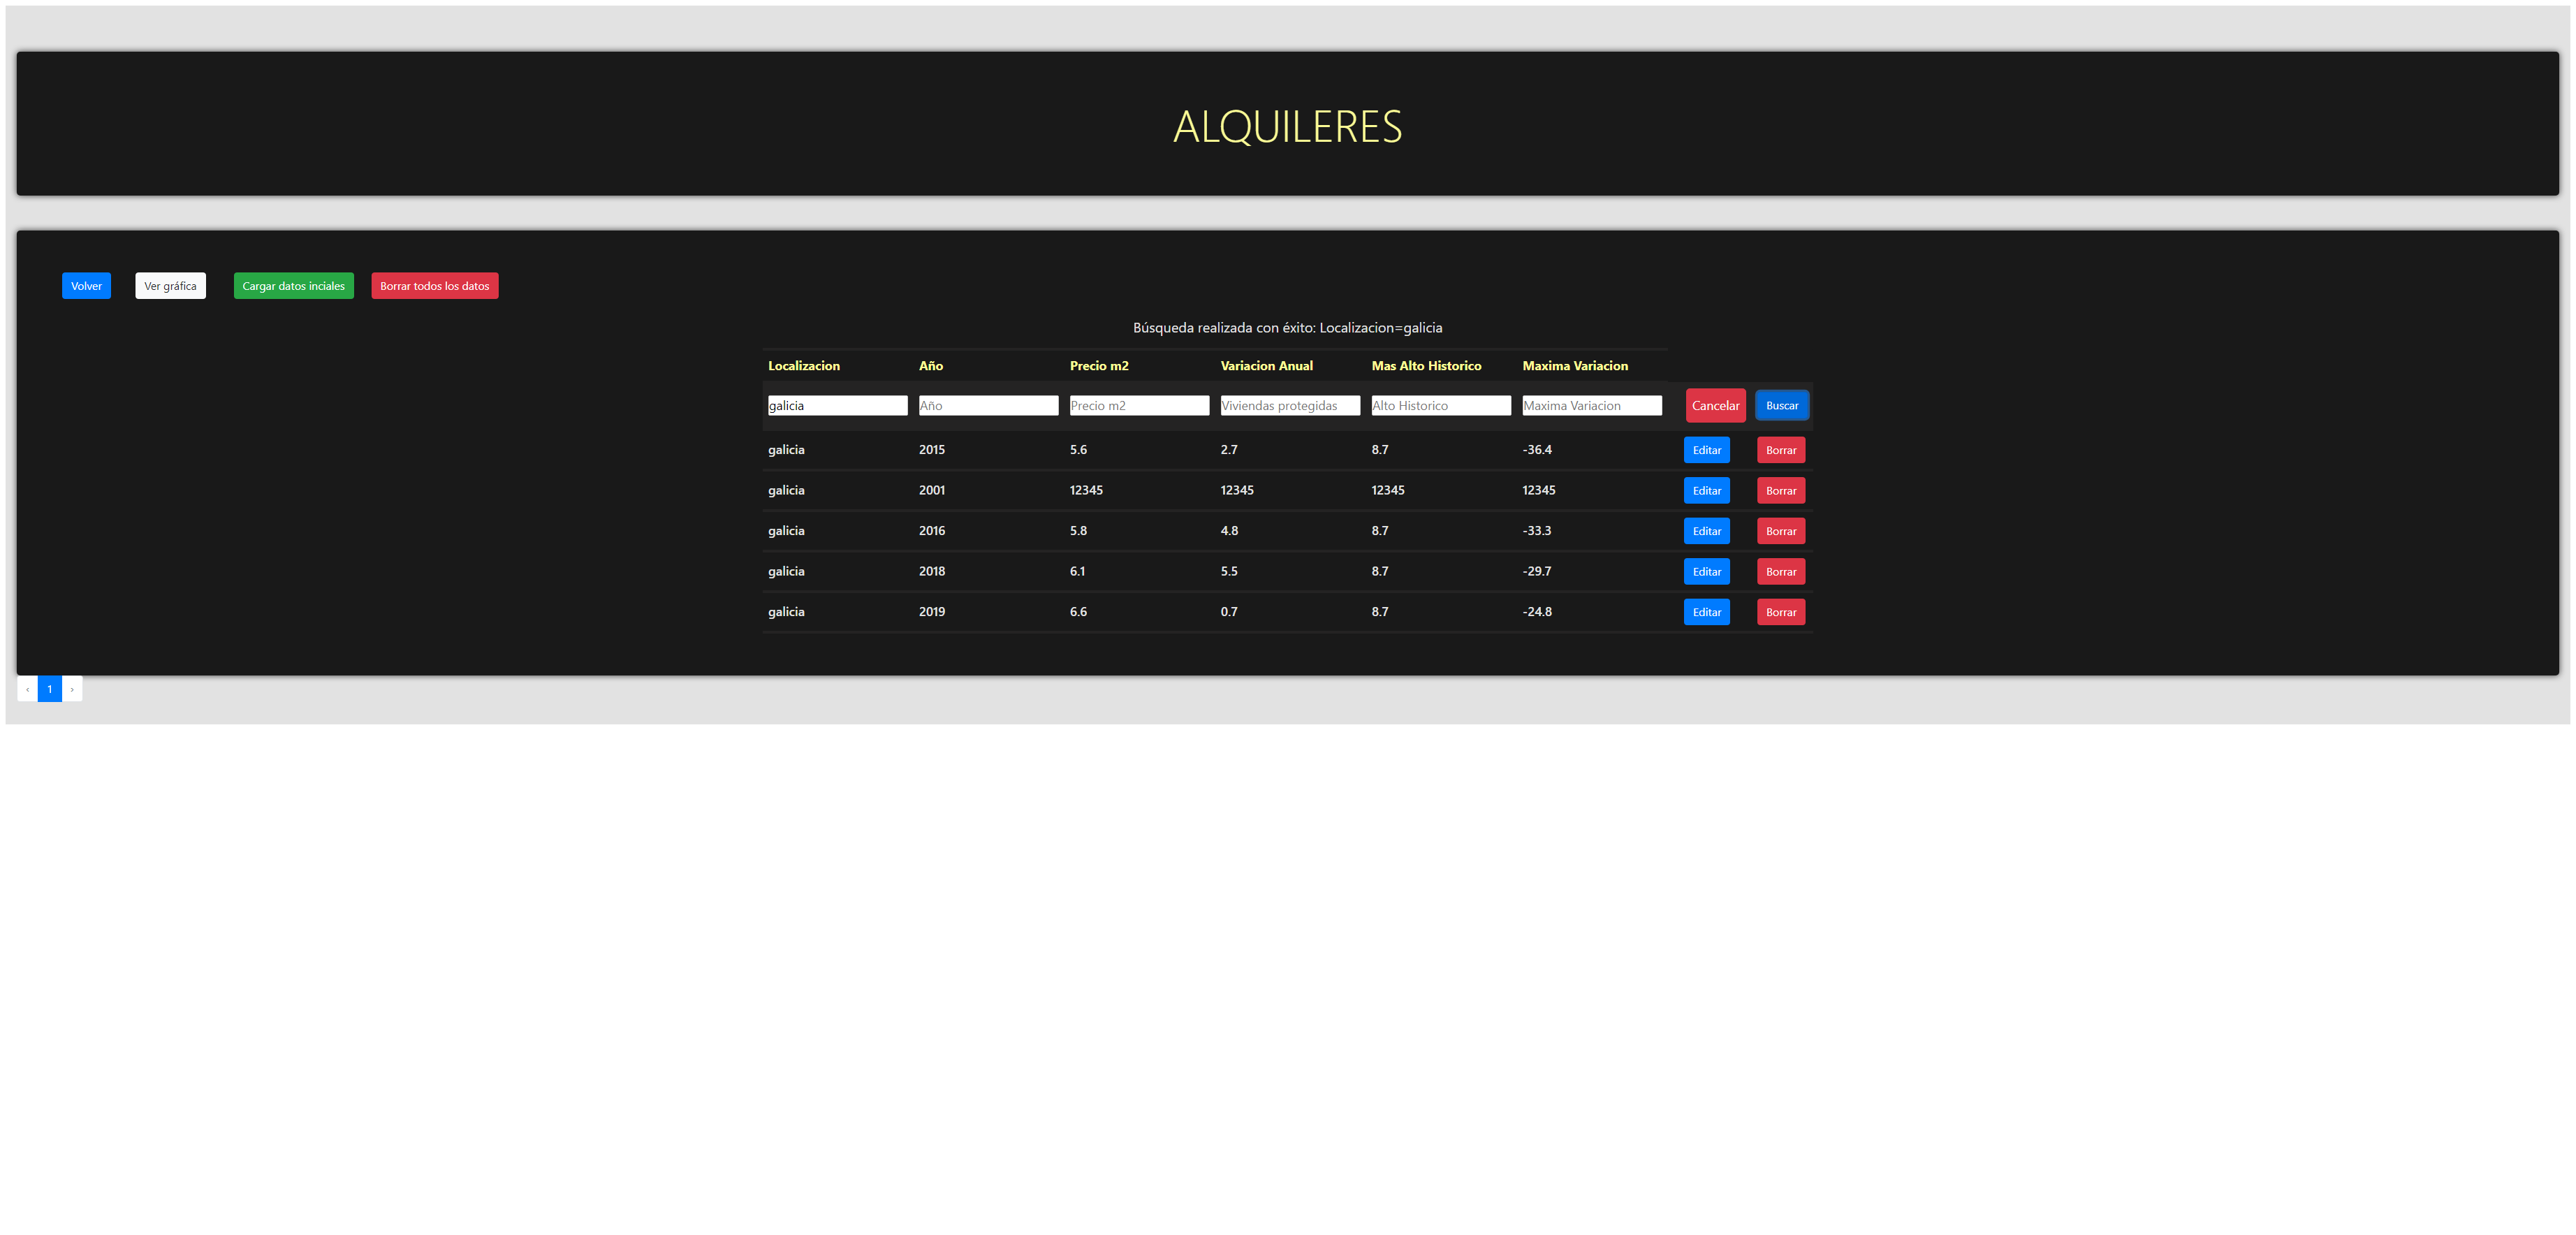 ALQUILERES
Volver Ver gráfica Cargar datos inciales Borrar todos los datos
Búsqueda realizada con éxito: Localizacion=galicia
Localizacion Año Precio m2 Variacion Anual Mas Alto Historico Maxima Variacion
galicia Año Precio m2 Viviendas protegidas Alto Historico Maxima Variacion Cancelar Buscar
galicia 2015 5.6 2.7 8.7 -36.4 Editar Borrar
galicia 2001 12345 12345 12345 12345 Editar Borrar
galicia 2016 5.8 4.8 8.7 -33.3 Editar Borrar
galicia 2018 6.1 5.5 8.7 -29.7 Editar Borrar
galicia 2019 6.6 0.7 8.7 -24.8 Editar Borrar
‹ 1 ›